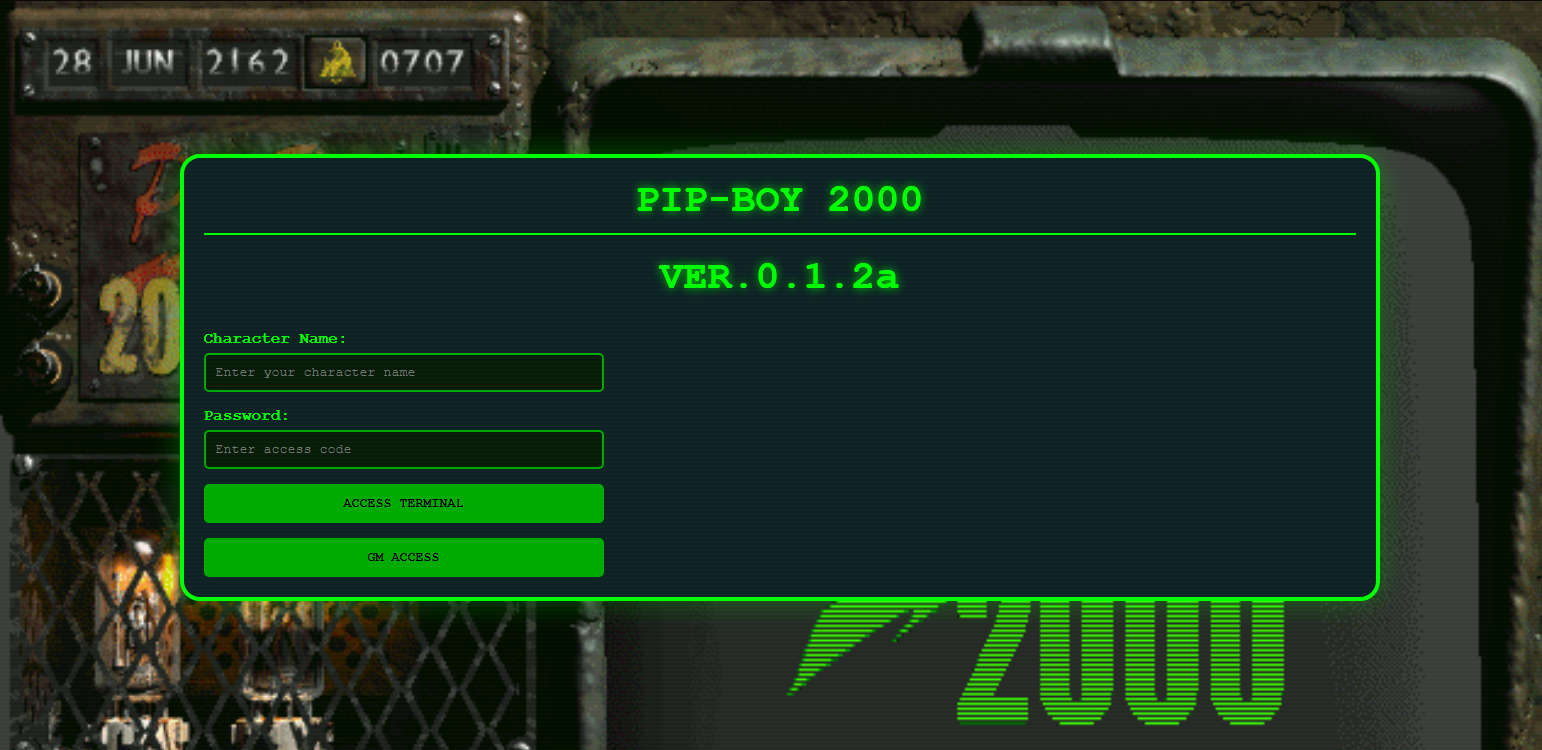 28 JUN 2162 0707
20
PIP-BOY 2000
VER.0.1.2a
Character Name:
Enter your character name
Password:
Enter access code
ACCESS TERMINAL
GM ACCESS
2000